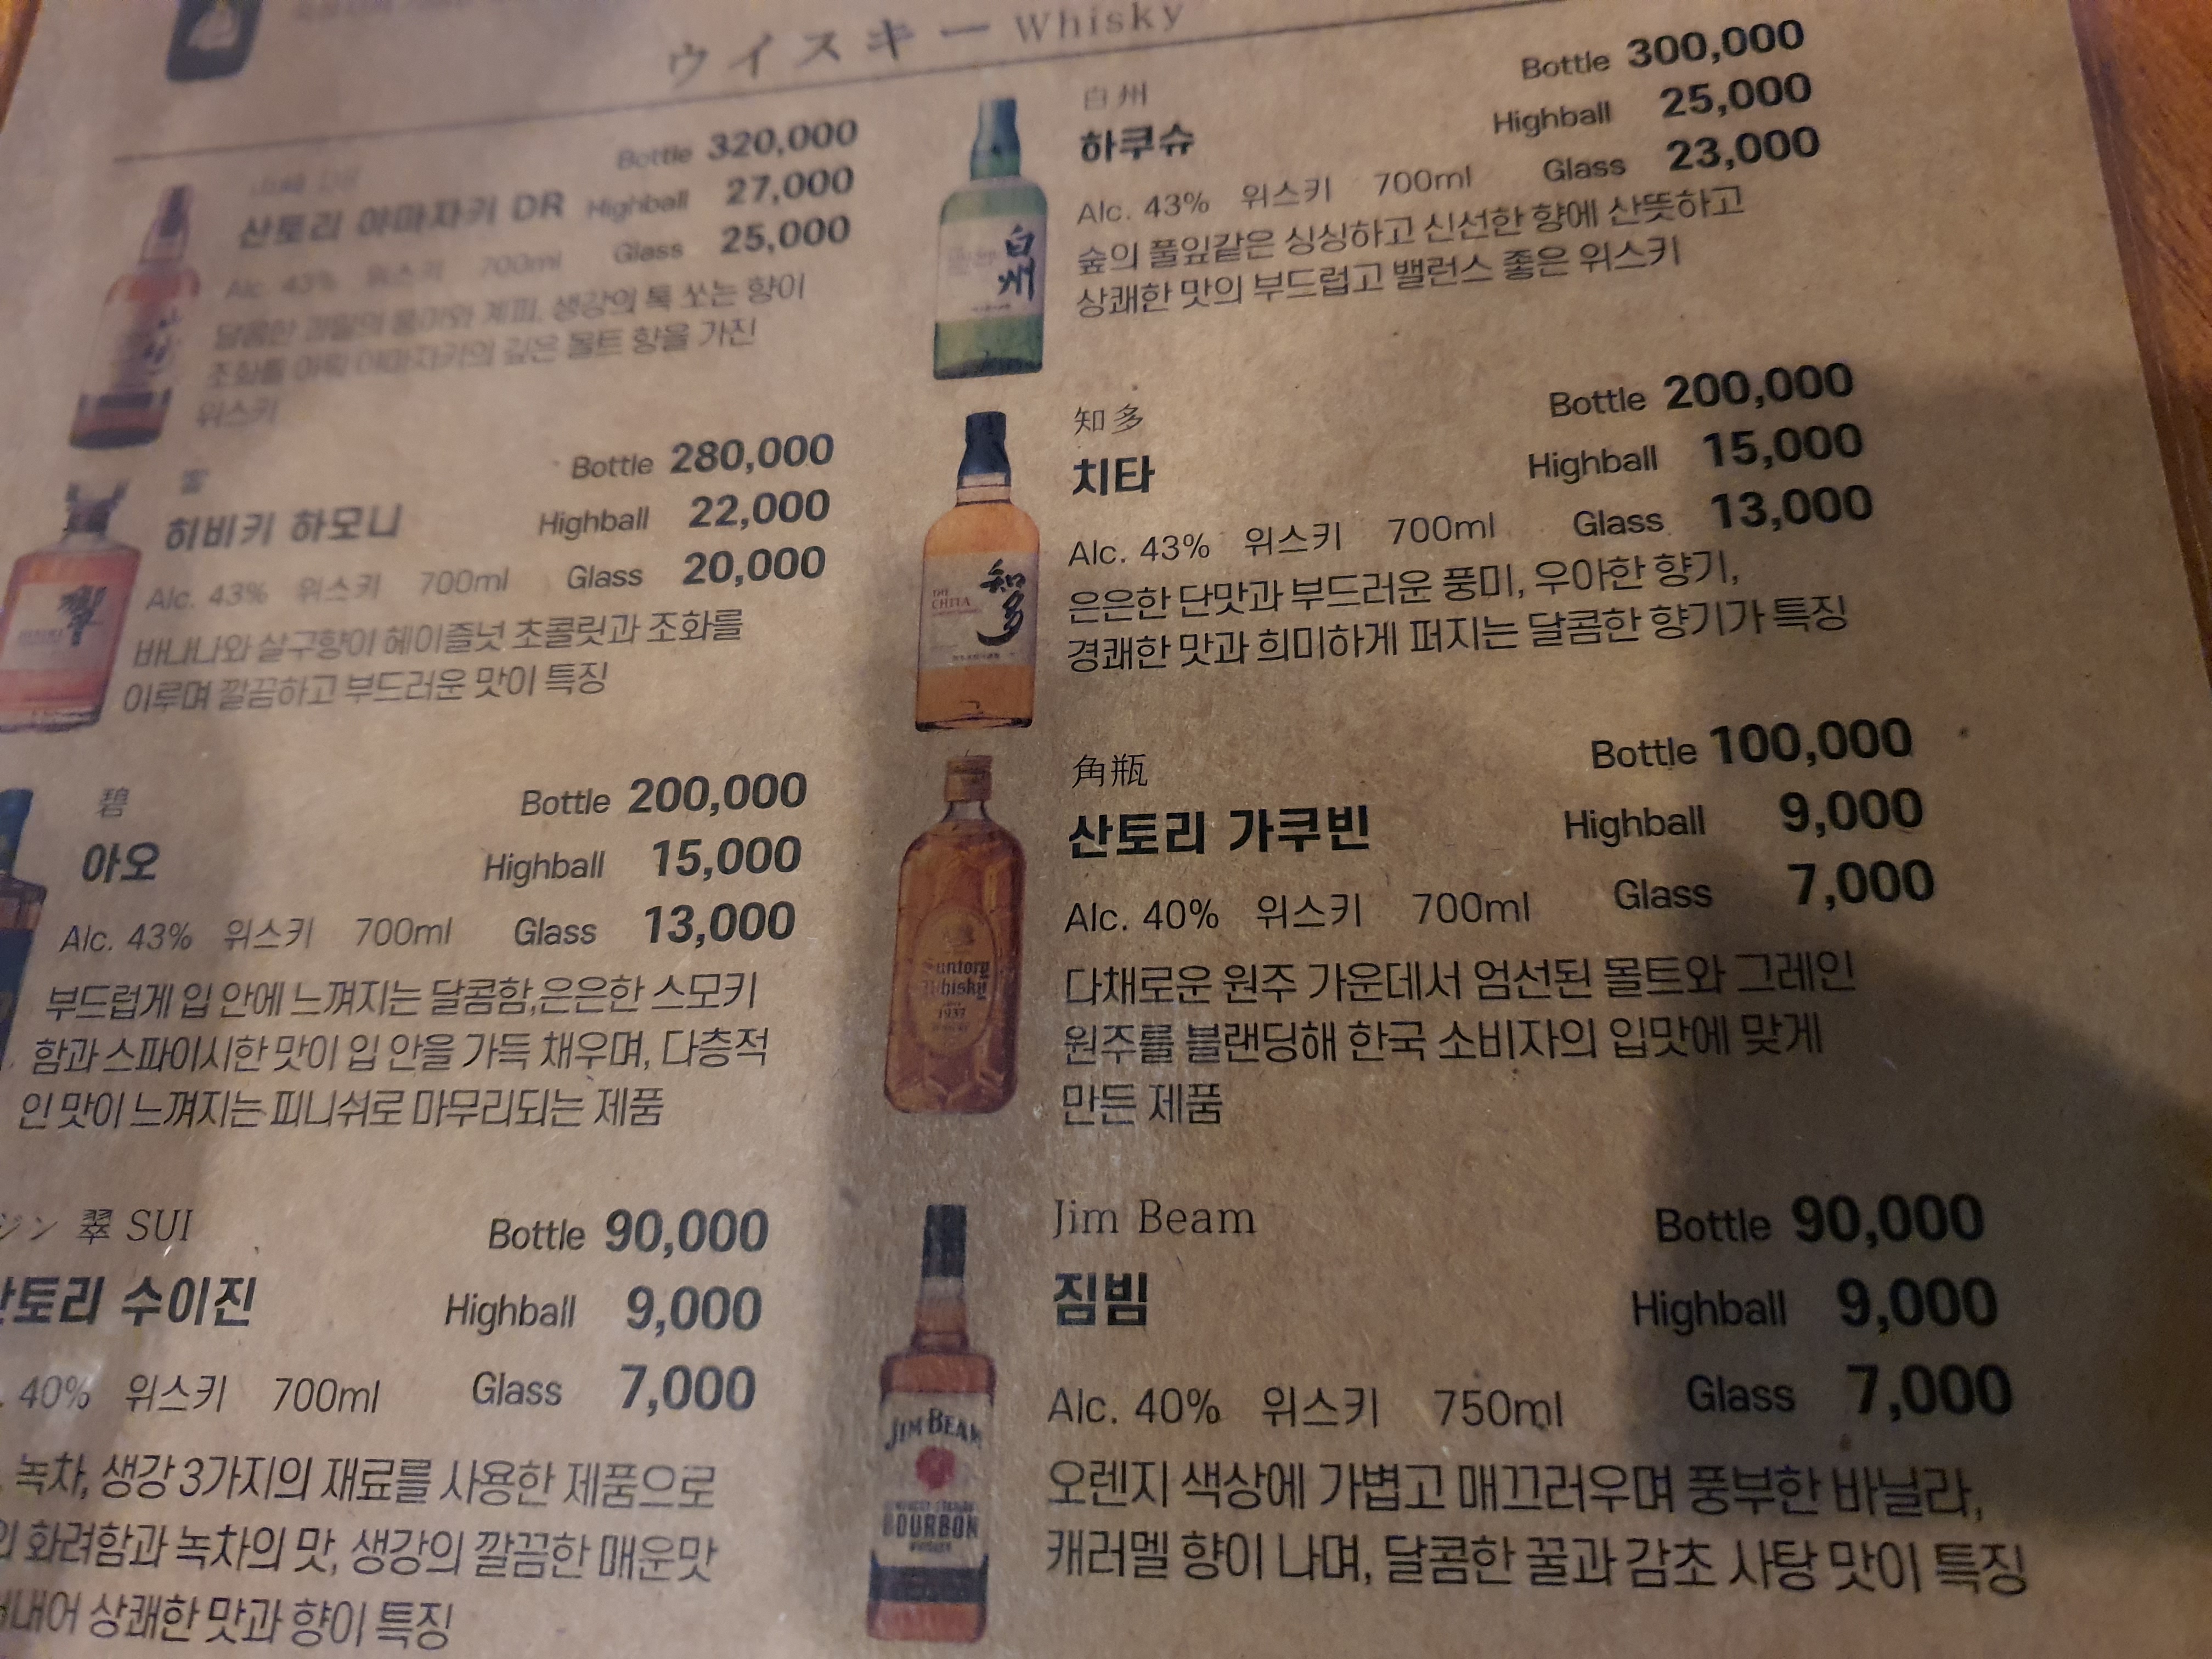 ウイスキー Whisky
Bottle 320,000
산토리 야마자키 DR Highball 27,000
Alc. 43% 위스키 700ml Glass 25,000
생강의 톡 쏘는 향이
조화를 야마자키의 깊은 몰트 향을 가진
위스키
Bottle 280,000
히비키 하모니 Highball 22,000
Alc. 43% 위스키 700ml Glass 20,000
바나나와 살구향이 헤이즐넛 초콜릿과 조화를
이루며 깔끔하고 부드러운 맛이 특징
碧 Bottle 200,000
아오 Highball 15,000
Alc. 43% 위스키 700ml Glass 13,000
부드럽게 입 안에 느껴지는 달콤함,은은한 스모키
함과 스파이시한 맛이 입 안을 가득 채우며, 다층적
인 맛이 느껴지는 피니쉬로 마무리되는 제품
ジン 翠 SUI Bottle 90,000
산토리 수이진 Highball 9,000
40% 위스키 700ml Glass 7,000
녹차, 생강 3가지의 재료를 사용한 제품으로
화려함과 녹차의 맛, 생강의 깔끔한 매운맛
상쾌한 맛과 향이 특징
白州 Bottle 300,000
하쿠슈 Highball 25,000
Alc. 43% 위스키 700ml Glass 23,000
숲의 풀잎같은 싱싱하고 신선한 향에 산뜻하고
상쾌한 맛의 부드럽고 밸런스 좋은 위스키
白州
知多 Bottle 200,000
치타 Highball 15,000
Alc. 43% 위스키 700ml Glass 13,000
은은한 단맛과 부드러운 풍미, 우아한 향기,
경쾌한 맛과 희미하게 퍼지는 달콤한 향기가 특징
THE
CHITA
知多
角瓶 Bottle 100,000
산토리 가쿠빈 Highball 9,000
Alc. 40% 위스키 700ml Glass 7,000
다채로운 원주 가운데서 엄선된 몰트와 그레인
원주를 블랜딩해 한국 소비자의 입맛에 맞게
만든 제품
Suntory
Whisky
1937
Jim Beam Bottle 90,000
짐빔 Highball 9,000
Alc. 40% 위스키 750ml Glass 7,000
오렌지 색상에 가볍고 매끄러우며 풍부한 바닐라,
캐러멜 향이 나며, 달콤한 꿀과 감초 사탕 맛이 특징
JIM BEAM
BOURBON